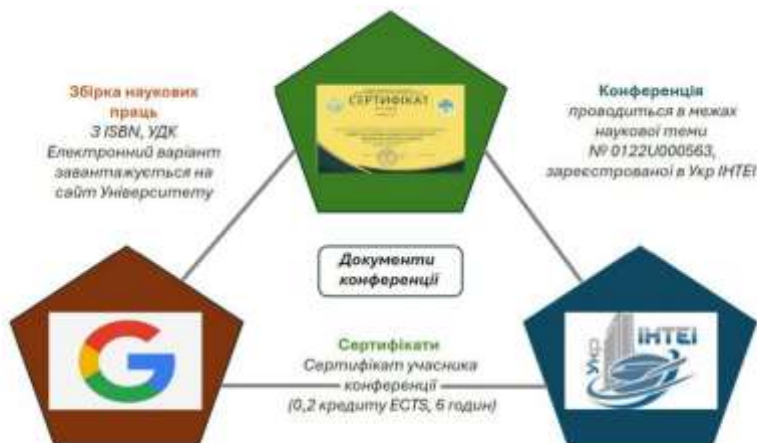 СЕРТИФІКАТ
Збірка наукових
праць
З ISBN, УДК
Електронний варіант
завантажується на
сайт Університету
Конференція
проводиться в межах
наукової теми
№ 0122U000563,
зареєстрованої в Укр ІНТЕІ
Документи
конференції
Сертифікати
Сертифікат учасника
конференції
(0,2 кредиту ECTS, 6 годин)
G
Укр ІНТЕІ